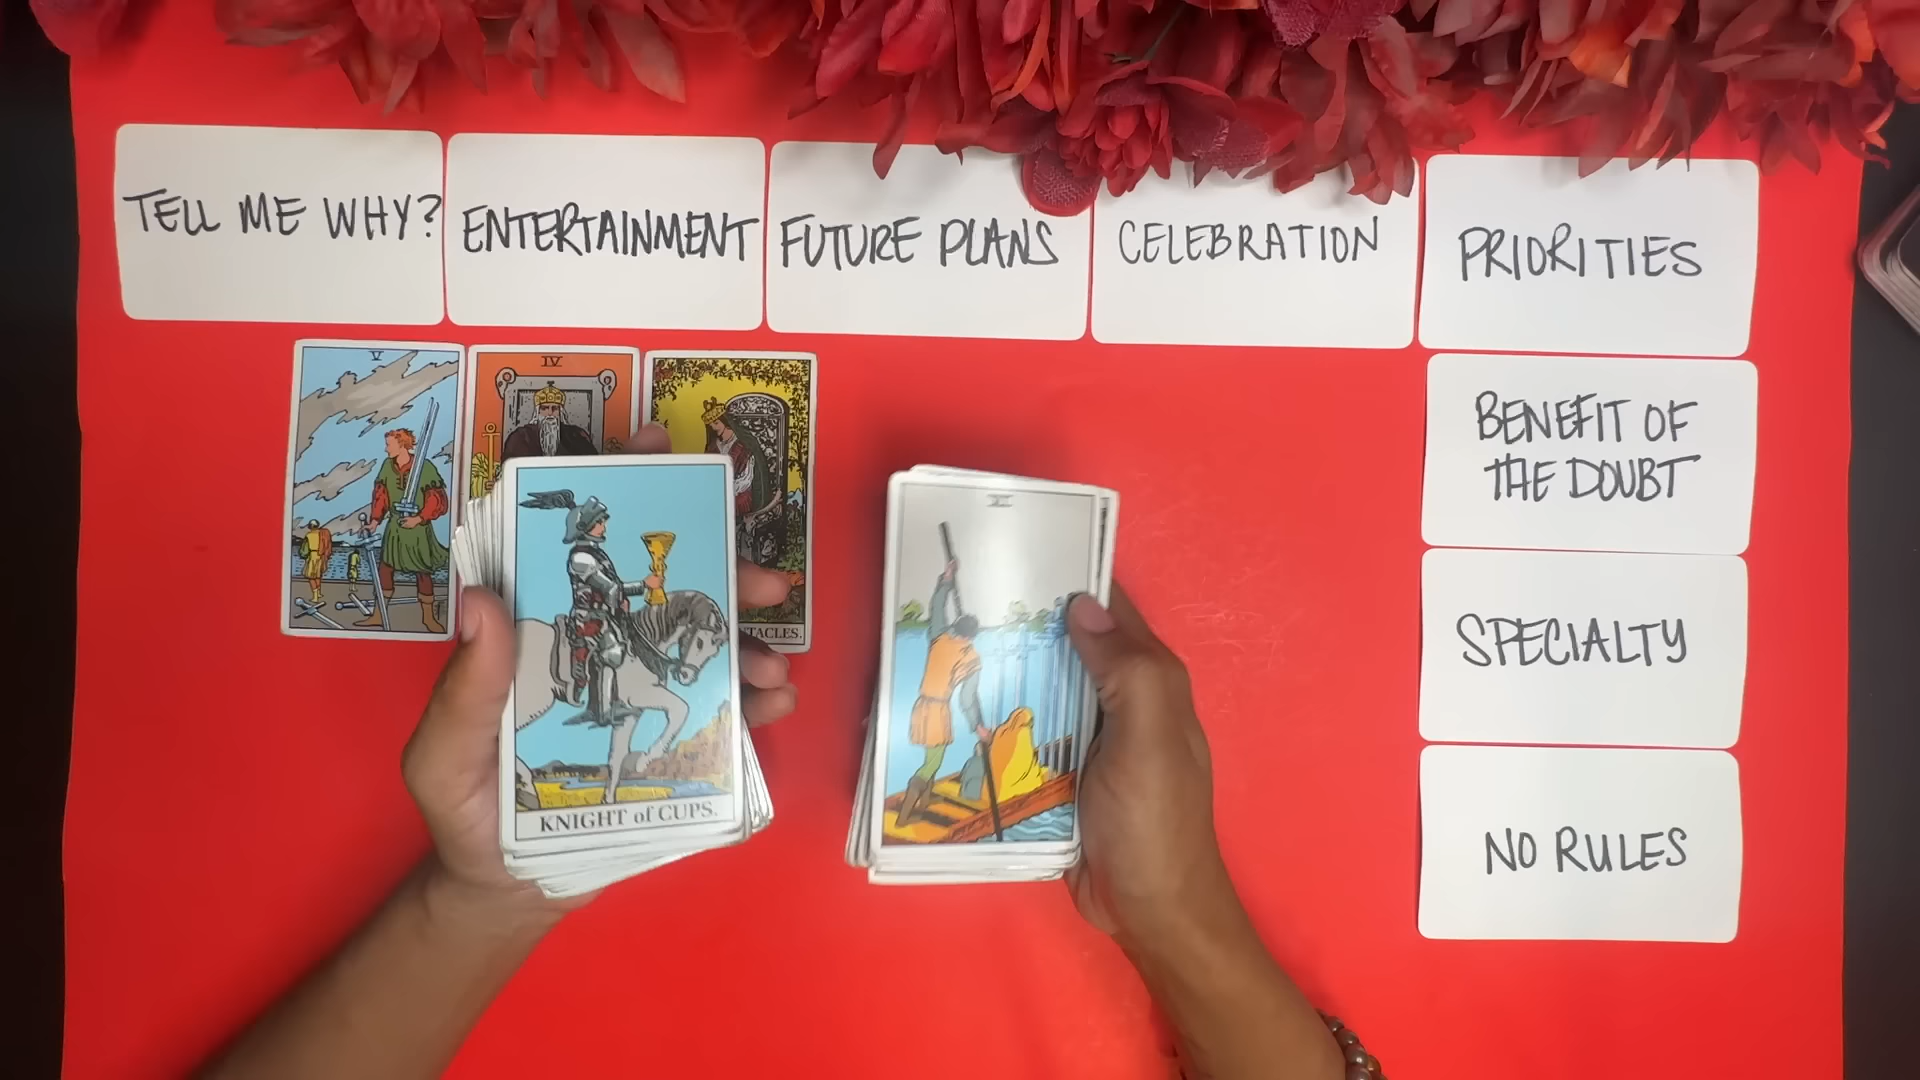 TELL ME WHY?
ENTERTAINMENT
FUTURE PLANS
CELEBRATION
PRIORITIES
BENEFIT OF
THE DOUBT
SPECIALTY
NO RULES
V
IV
TACLES.
KNIGHT of CUPS.